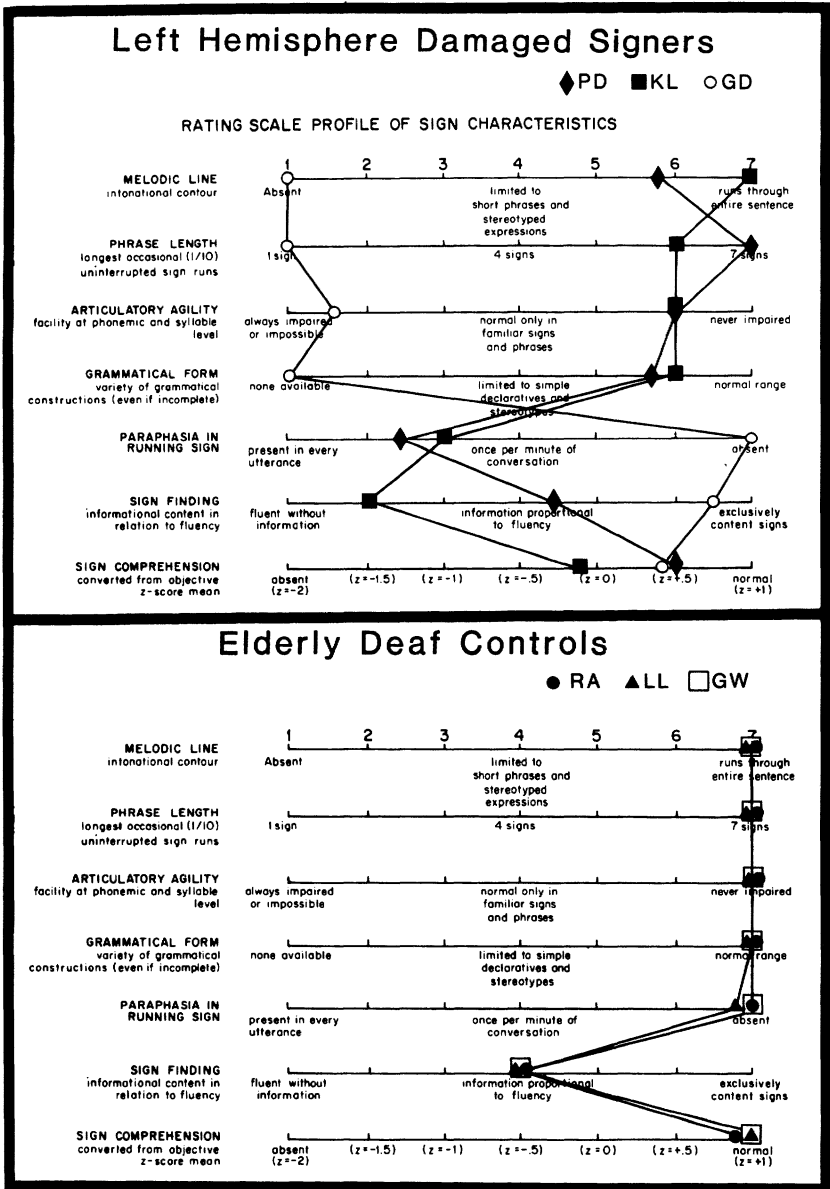 Left Hemisphere Damaged Signers
PD KL GD
RATING SCALE PROFILE OF SIGN CHARACTERISTICS
1 2 3 4 5 6 7
MELODIC LINE
intonational contour
Absent
limited to
short phrases and
stereotyped
expressions
runs through
entire sentence
PHRASE LENGTH
longest occasional (1/10)
uninterrupted sign runs
1 sign
4 signs
7 signs
ARTICULATORY AGILITY
facility at phonemic and syllable
level
always impaired
or impossible
normal only in
familiar signs
and phrases
never impaired
GRAMMATICAL FORM
variety of grammatical
constructions (even if incomplete)
none available
limited to simple
declaratives and
stereotypes
normal range
PARAPHASIA IN
RUNNING SIGN
present in every
utterance
once per minute of
conversation
absent
SIGN FINDING
informational content in
relation to fluency
fluent without
information
information proportional
to fluency
exclusively
content signs
SIGN COMPREHENSION
converted from objective
z-score mean
absent
(z=-2)
(z=-1.5)
(z=-1)
(z=-.5)
(z=0)
(z=+.5)
normal
(z=+1)
Elderly Deaf Controls
RA LL GW
1 2 3 4 5 6 7
MELODIC LINE
intonational contour
Absent
limited to
short phrases and
stereotyped
expressions
runs through
entire sentence
PHRASE LENGTH
longest occasional (1/10)
uninterrupted sign runs
1 sign
4 signs
7 signs
ARTICULATORY AGILITY
facility at phonemic and syllable
level
always impaired
or impossible
normal only in
familiar signs
and phrases
never impaired
GRAMMATICAL FORM
variety of grammatical
constructions (even if incomplete)
none available
limited to simple
declaratives and
stereotypes
normal range
PARAPHASIA IN
RUNNING SIGN
present in every
utterance
once per minute of
conversation
absent
SIGN FINDING
informational content in
relation to fluency
fluent without
information
information proportional
to fluency
exclusively
content signs
SIGN COMPREHENSION
converted from objective
z-score mean
absent
(z=-2)
(z=-1.5)
(z=-1)
(z=-.5)
(z=0)
(z=+.5)
normal
(z=+1)